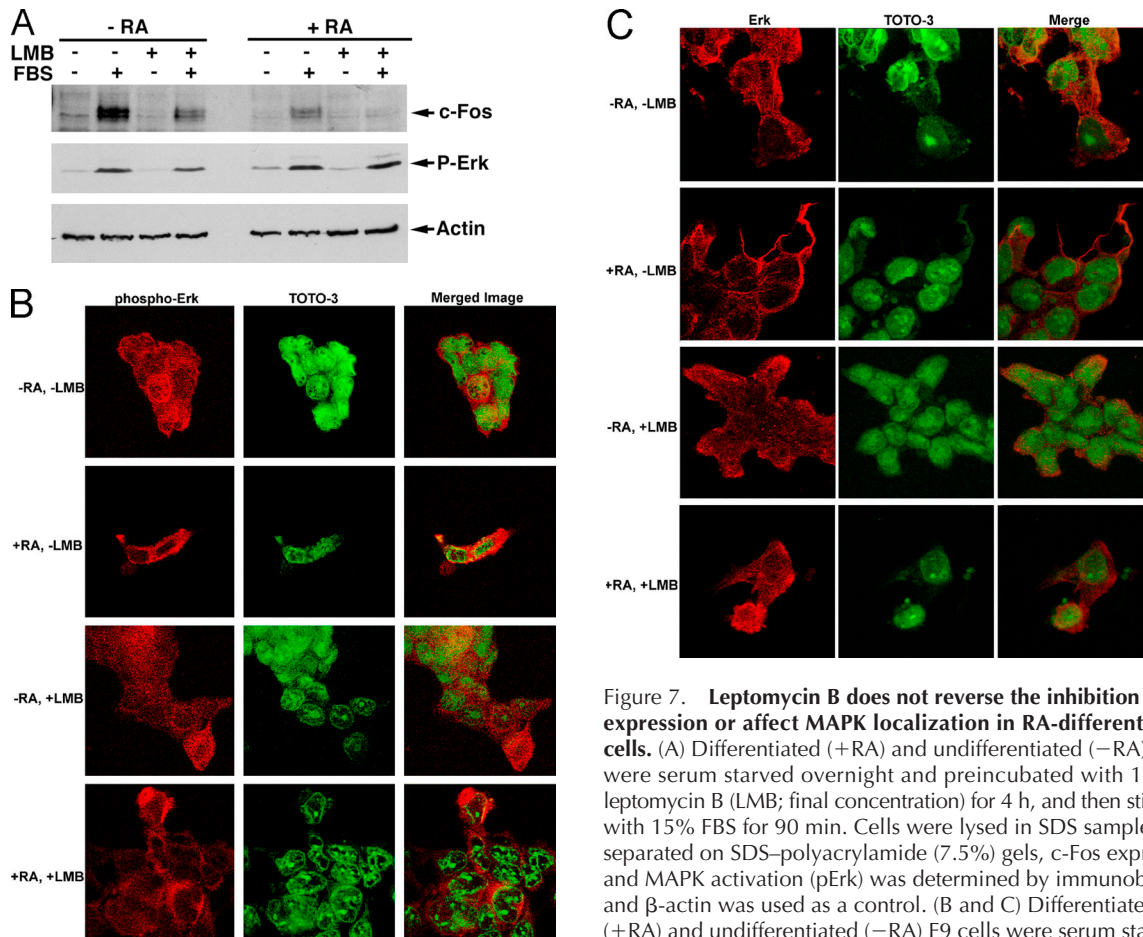 A
- RA
+ RA
LMB - - + + - - + +
FBS - + - + - + - +
c-Fos
P-Erk
Actin
B
phospho-Erk TOTO-3 Merged Image
-RA, -LMB
+RA, -LMB
-RA, +LMB
+RA, +LMB
C
Erk TOTO-3 Merge
-RA, -LMB
+RA, -LMB
-RA, +LMB
+RA, +LMB
Figure 7. Leptomycin B does not reverse the inhibition
expression or affect MAPK localization in RA-different
cells. (A) Differentiated (+RA) and undifferentiated (−RA)
were serum starved overnight and preincubated with 1
leptomycin B (LMB; final concentration) for 4 h, and then sti
with 15% FBS for 90 min. Cells were lysed in SDS sample
separated on SDS–polyacrylamide (7.5%) gels, c-Fos expr
and MAPK activation (pErk) was determined by immunob
and β-actin was used as a control. (B and C) Differentiate
(+RA) and undifferentiated (−RA) F9 cells were serum sta